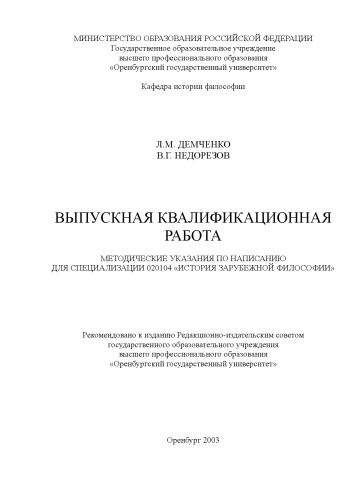 МИНИСТЕРСТВО ОБРАЗОВАНИЯ РОССИЙСКОЙ ФЕДЕРАЦИИ
Государственное образовательное учреждение
высшего профессионального образования
«Оренбургский государственный университет»
Кафедра истории философии
Л.М. ДЕМЧЕНКО
В.Г. НЕДОРЕЗОВ
ВЫПУСКНАЯ КВАЛИФИКАЦИОННАЯ
РАБОТА
МЕТОДИЧЕСКИЕ УКАЗАНИЯ ПО НАПИСАНИЮ
ДЛЯ СПЕЦИАЛИЗАЦИИ 020104 «ИСТОРИЯ ЗАРУБЕЖНОЙ ФИЛОСОФИИ»
Рекомендовано к изданию Редакционно-издательским советом
государственного образовательного учреждения
высшего профессионального образования
«Оренбургский государственный университет»
Оренбург 2003